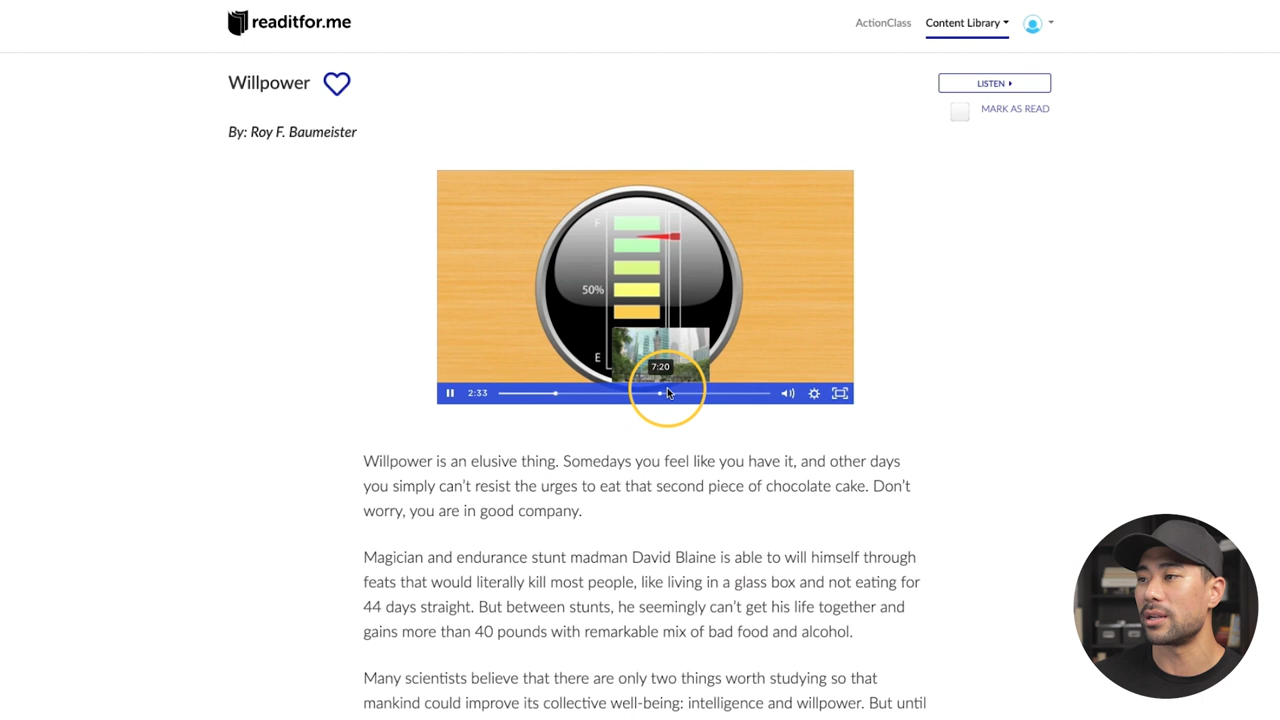 readitfor.me
ActionClass
Content Library
Willpower
LISTEN
MARK AS READ
By: Roy F. Baumeister
F
50%
E
7:20
2:33
Willpower is an elusive thing. Somedays you feel like you have it, and other days
you simply can’t resist the urges to eat that second piece of chocolate cake. Don’t
worry, you are in good company.
Magician and endurance stunt madman David Blaine is able to will himself through
feats that would literally kill most people, like living in a glass box and not eating for
44 days straight. But between stunts, he seemingly can’t get his life together and
gains more than 40 pounds with remarkable mix of bad food and alcohol.
Many scientists believe that there are only two things worth studying so that
mankind could improve its collective well-being: intelligence and willpower. But until